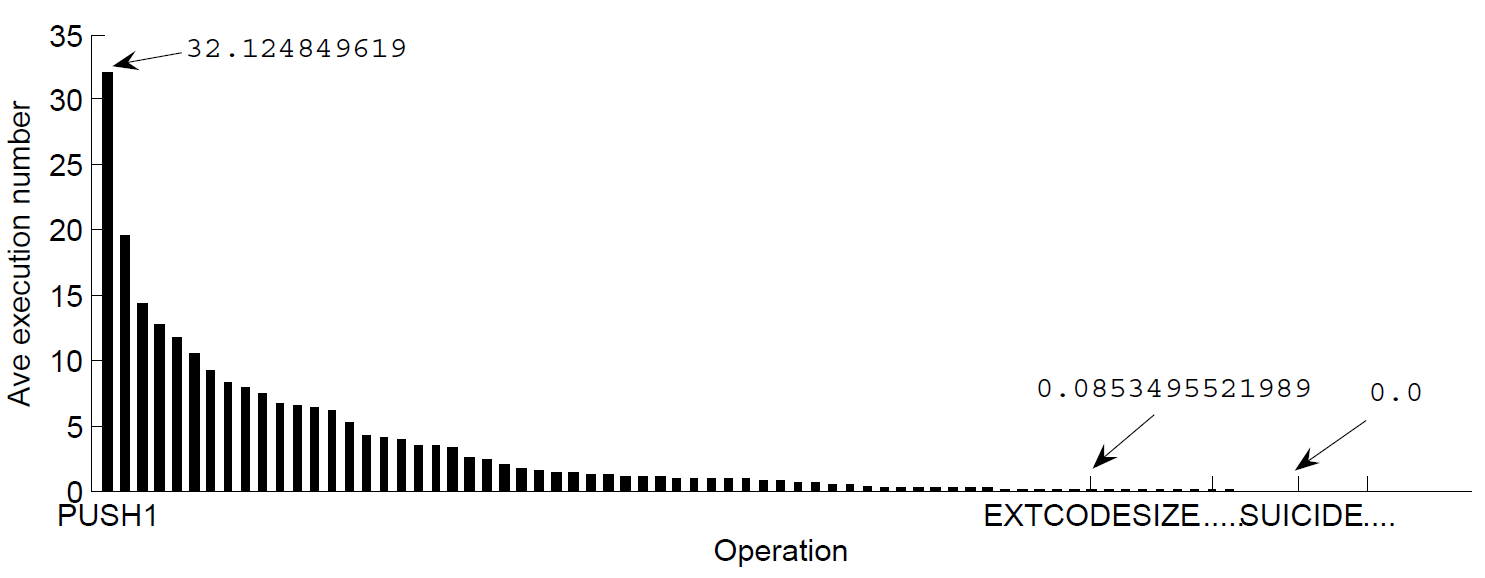 35
32.124849619
30
25
20
15
10
5
0
Ave execution number
0.0853495521989
0.0
PUSH1
EXTCODESIZE.....SUICIDE....
Operation